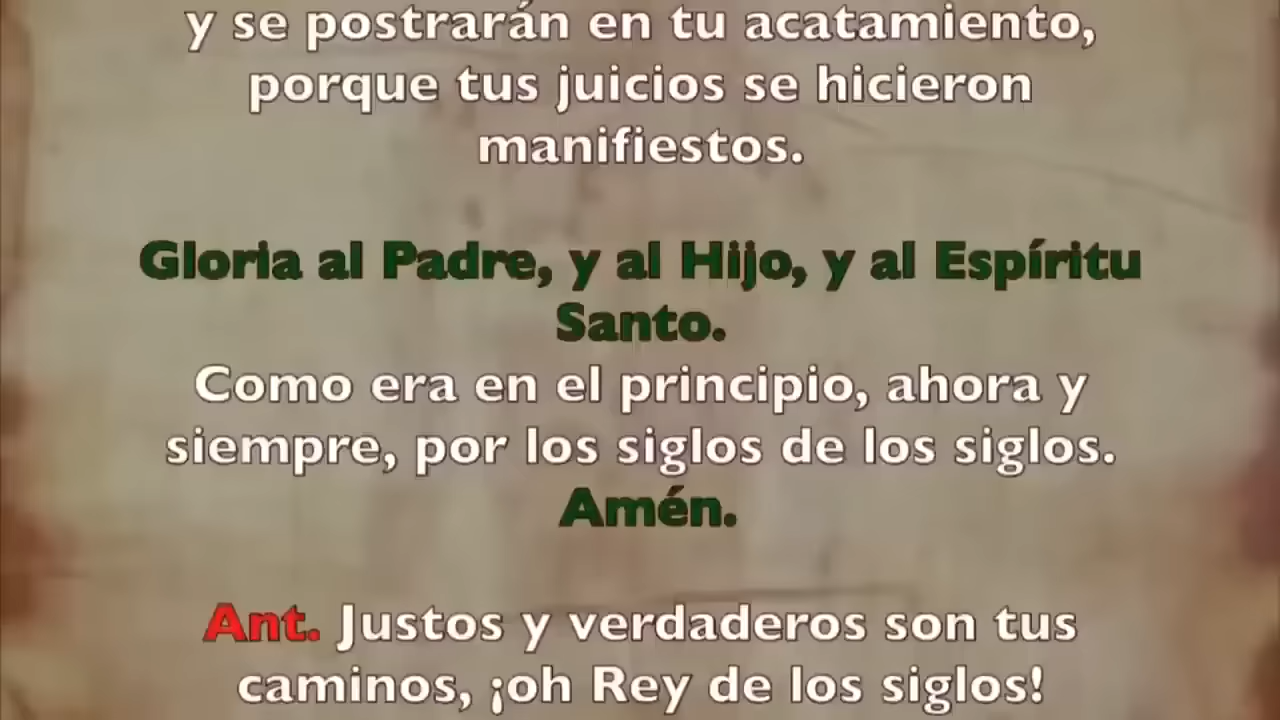 y se postrarán en tu acatamiento,
porque tus juicios se hicieron
manifiestos.
Gloria al Padre, y al Hijo, y al Espíritu
Santo.
Como era en el principio, ahora y
siempre, por los siglos de los siglos.
Amén.
Ant. Justos y verdaderos son tus
caminos, ¡oh Rey de los siglos!